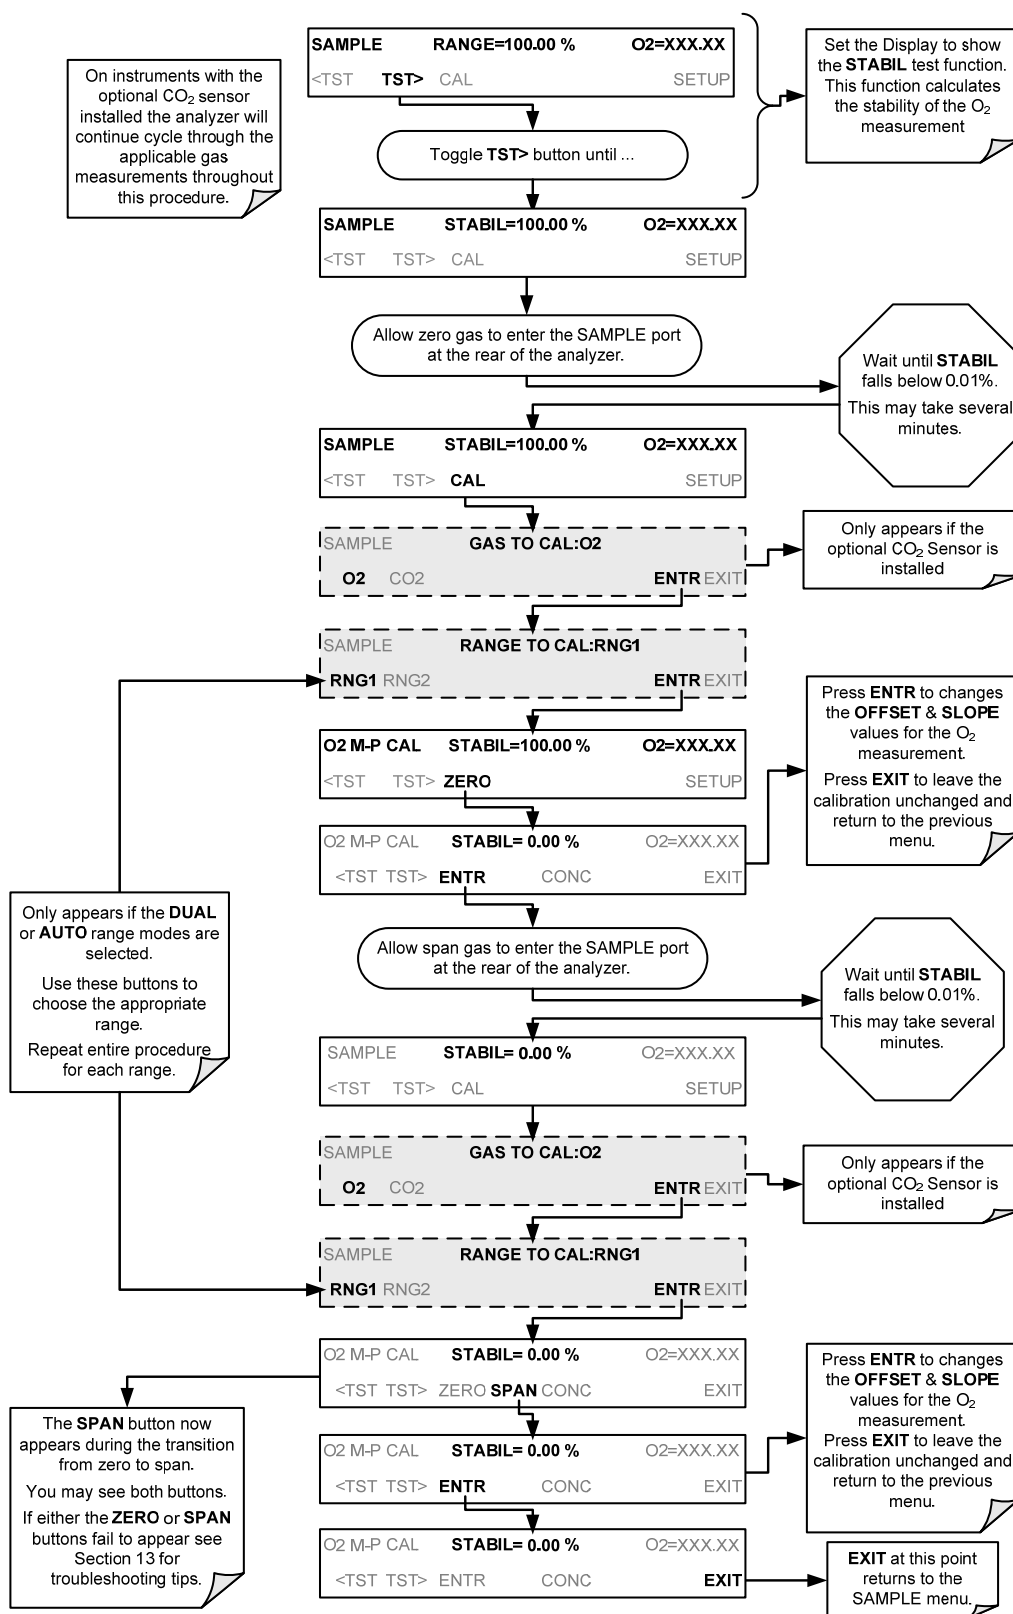 SAMPLE RANGE=100.00 % O2=XXX.XX
<TST TST> CAL SETUP
Set the Display to show
the STABIL test function.
This function calculates
the stability of the O2
measurement
On instruments with the
optional CO2 sensor
installed the analyzer will
continue cycle through the
applicable gas
measurements throughout
this procedure.
Toggle TST> button until ...
SAMPLE STABIL=100.00 % O2=XXX.XX
<TST TST> CAL SETUP
Allow zero gas to enter the SAMPLE port
at the rear of the analyzer.
Wait until STABIL
falls below 0.01%.
This may take several
minutes.
SAMPLE STABIL=100.00 % O2=XXX.XX
<TST TST> CAL SETUP
SAMPLE GAS TO CAL:O2
O2 CO2 ENTR EXIT
Only appears if the
optional CO2 Sensor is
installed
SAMPLE RANGE TO CAL:RNG1
RNG1 RNG2 ENTR EXIT
O2 M-P CAL STABIL=100.00 % O2=XXX.XX
<TST TST> ZERO SETUP
Press ENTR to changes
the OFFSET & SLOPE
values for the O2
measurement.
Press EXIT to leave the
calibration unchanged and
return to the previous
menu.
O2 M-P CAL STABIL= 0.00 % O2=XXX.XX
<TST TST> ENTR CONC EXIT
Only appears if the DUAL
or AUTO range modes are
selected.
Use these buttons to
choose the appropriate
range.
Repeat entire procedure
for each range.
Allow span gas to enter the SAMPLE port
at the rear of the analyzer.
Wait until STABIL
falls below 0.01%.
This may take several
minutes.
SAMPLE STABIL= 0.00 % O2=XXX.XX
<TST TST> CAL SETUP
SAMPLE GAS TO CAL:O2
O2 CO2 ENTR EXIT
Only appears if the
optional CO2 Sensor is
installed
SAMPLE RANGE TO CAL:RNG1
RNG1 RNG2 ENTR EXIT
O2 M-P CAL STABIL= 0.00 % O2=XXX.XX
<TST TST> ZERO SPAN CONC EXIT
The SPAN button now
appears during the transition
from zero to span.
You may see both buttons.
If either the ZERO or SPAN
buttons fail to appear see
Section 13 for
troubleshooting tips.
O2 M-P CAL STABIL= 0.00 % O2=XXX.XX
<TST TST> ENTR CONC EXIT
Press ENTR to changes
the OFFSET & SLOPE
values for the O2
measurement.
Press EXIT to leave the
calibration unchanged and
return to the previous
menu.
O2 M-P CAL STABIL= 0.00 % O2=XXX.XX
<TST TST> ENTR CONC EXIT
EXIT at this point
returns to the
SAMPLE menu.